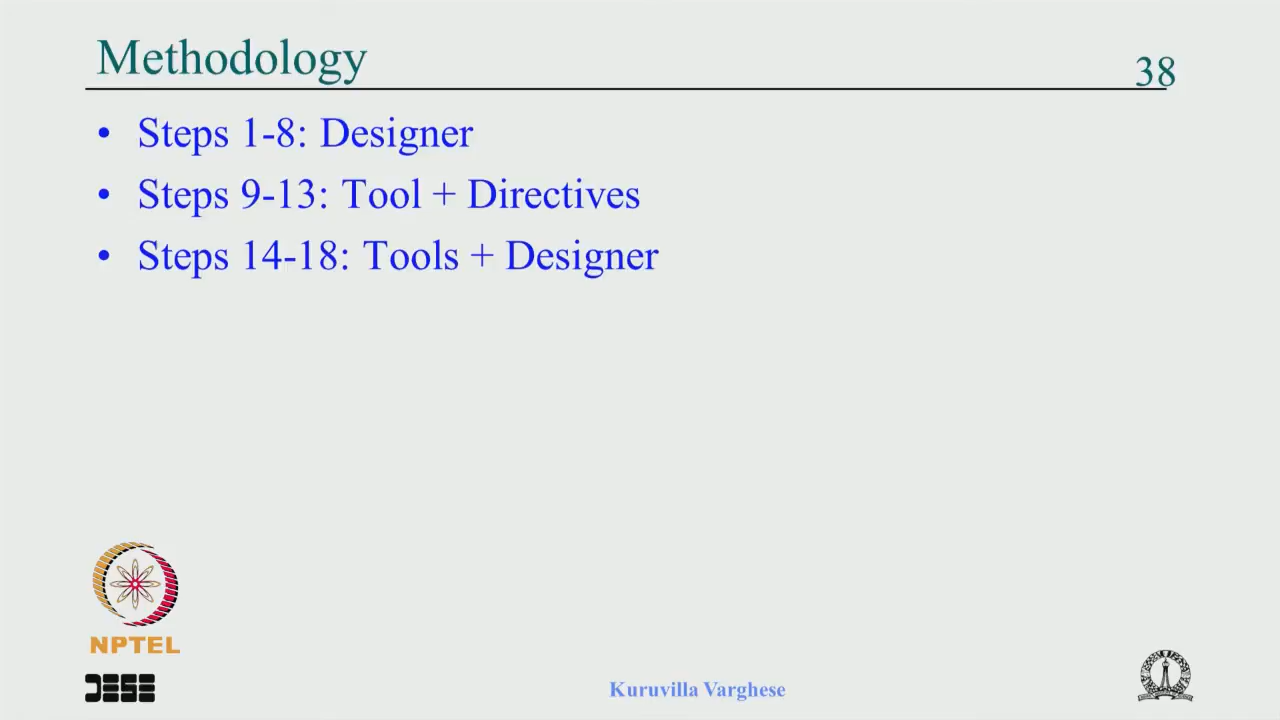 Methodology
38
• Steps 1-8: Designer
• Steps 9-13: Tool + Directives
• Steps 14-18: Tools + Designer
NPTEL
DESE
Kuruvilla Varghese